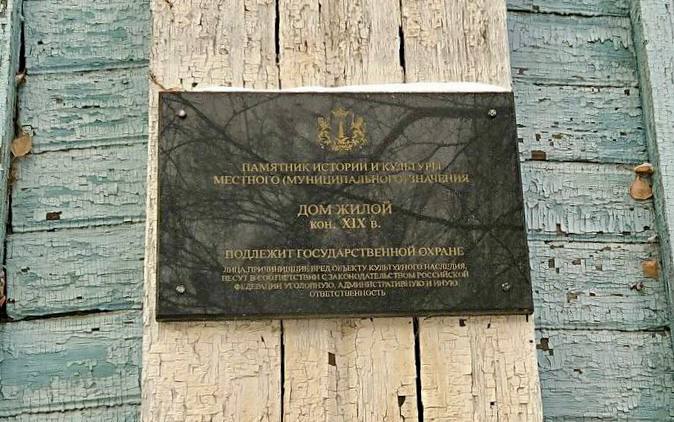 ПАМЯТНИК ИСТОРИИ И КУЛЬТУРЫ
МЕСТНОГО (МУНИЦИПАЛЬНОГО) ЗНАЧЕНИЯ
ДОМ ЖИЛОЙ
кон. XIX в.
ПОДЛЕЖИТ ГОСУДАРСТВЕННОЙ ОХРАНЕ
ЛИЦА, ПРИЧИНИВШИЕ ВРЕД ОБЪЕКТУ КУЛЬТУРНОГО НАСЛЕДИЯ,
НЕСУТ В СООТВЕТСТВИИ С ЗАКОНОДАТЕЛЬСТВОМ РОССИЙСКОЙ
ФЕДЕРАЦИИ УГОЛОВНУЮ, АДМИНИСТРАТИВНУЮ И ИНУЮ
ОТВЕТСТВЕННОСТЬ